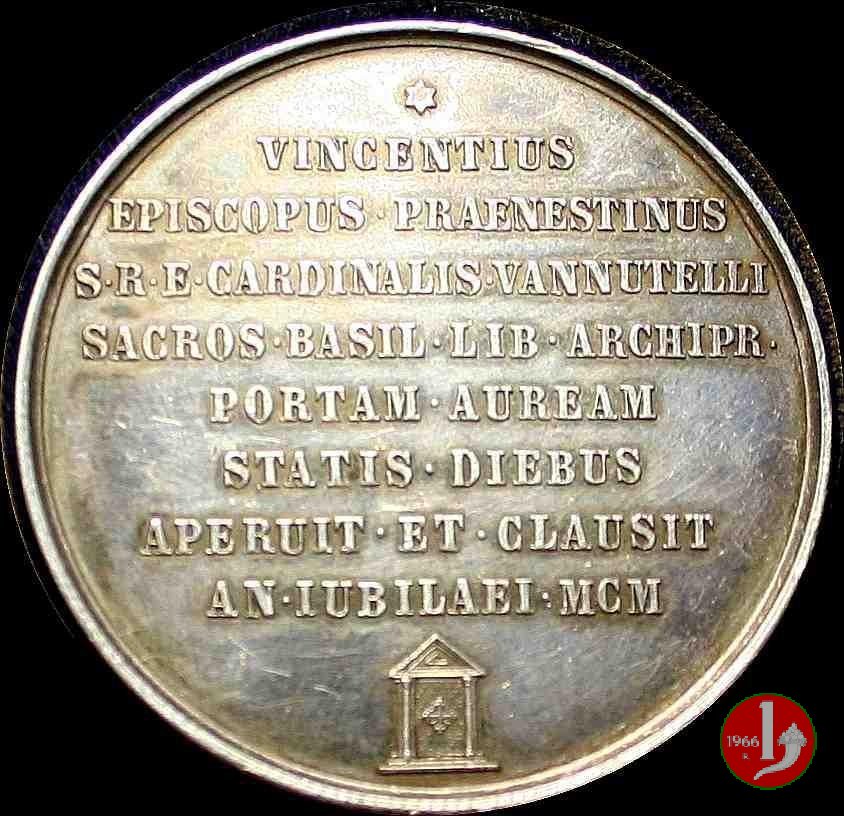 VINCENTIUS
EPISCOPUS · PRAENESTINUS
S·R·E·CARDINALIS·VANNUTELLI
SACROS·BASIL·LIB·ARCHIPR·
PORTAM·AUREAM
STATIS·DIEBUS
APERUIT·ET·CLAUSIT
AN·IUBILAEI·MCM
1966